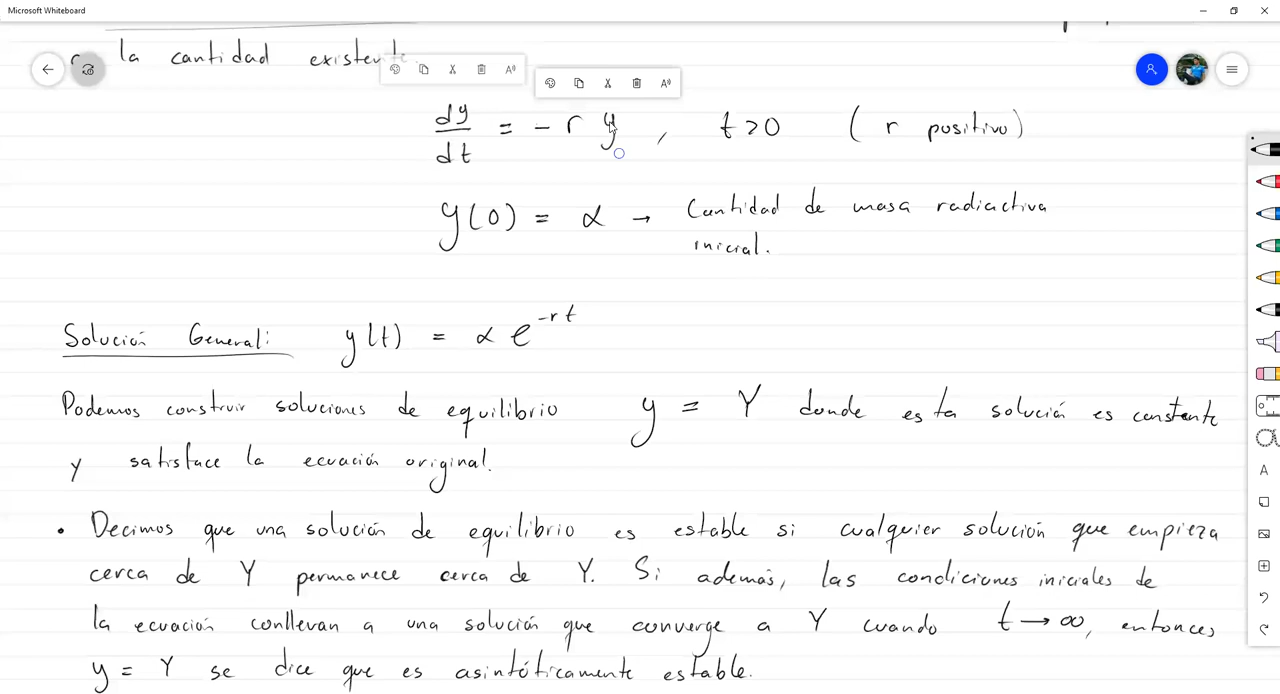 Microsoft Whiteboard
la cantidad existente
dy/dt = - r y , t > 0 ( r positivo)
y(0) = α → Cantidad de masa radiactiva
inicial.
Solución General: y(t) = α e^{-rt}
Podemos construir soluciones de equilibrio y = Y donde esta solución es constante
y satisface la ecuación original.
• Decimos que una solución de equilibrio es estable si cualquier solución que empieza
cerca de Y permanece cerca de Y. Si además, las condiciones iniciales de
la ecuación conllevan a una solución que converge a Y cuando t → ∞, entonces
y = Y se dice que es asintóticamente estable.